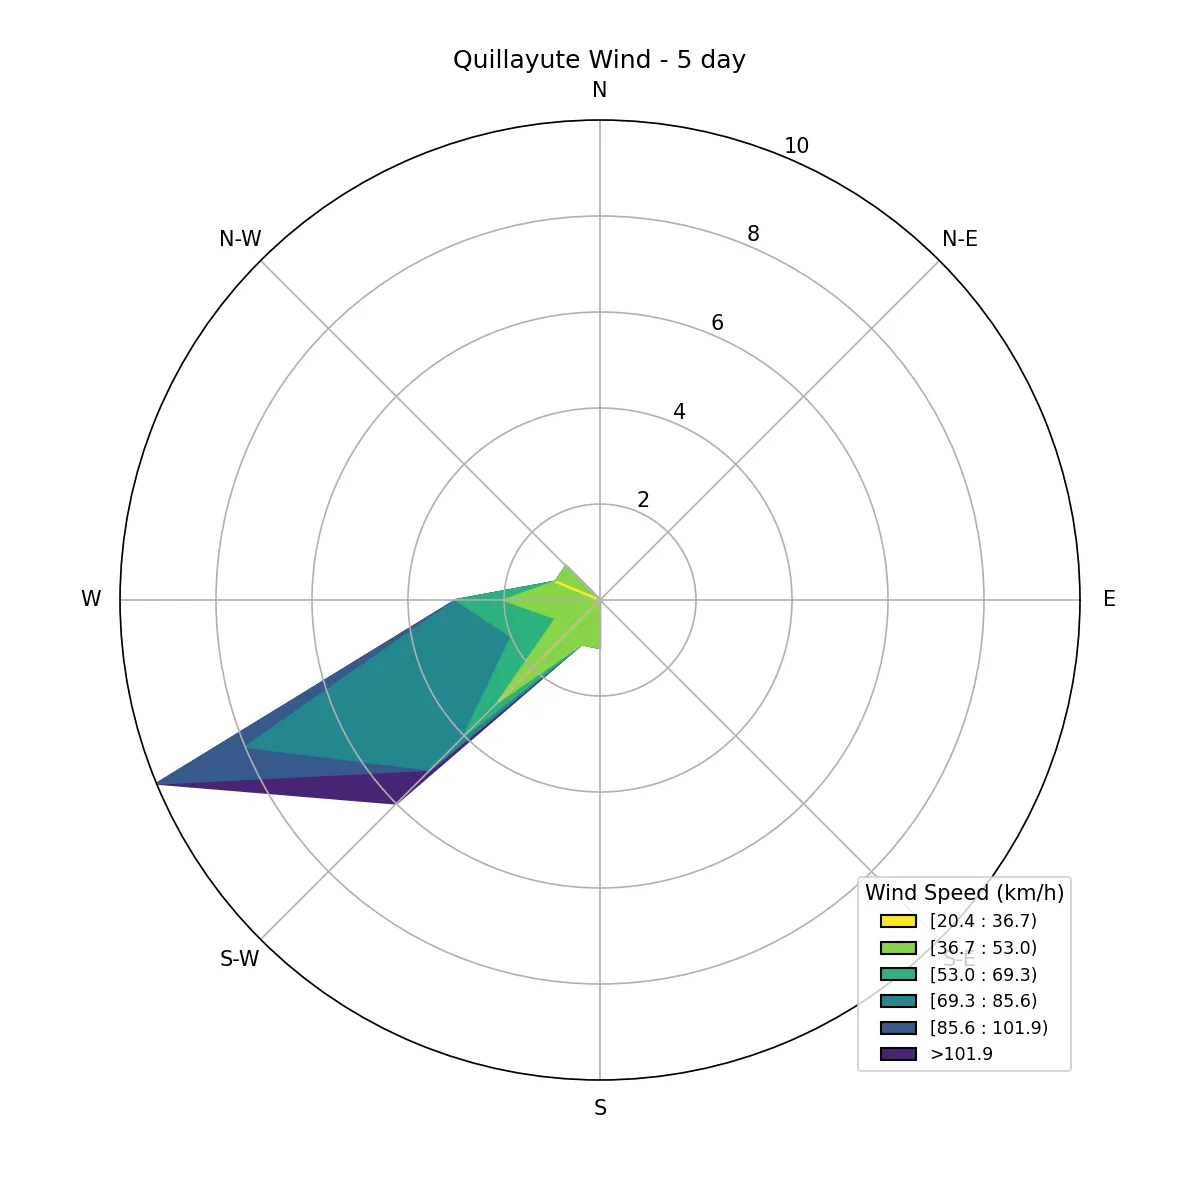 Quillayute Wind - 5 day
N
10
N-W
N-E
8
6
4
2
W
E
S-W
S-E
S
Wind Speed (km/h)
[20.4 : 36.7)
[36.7 : 53.0)
[53.0 : 69.3)
[69.3 : 85.6)
[85.6 : 101.9)
>101.9